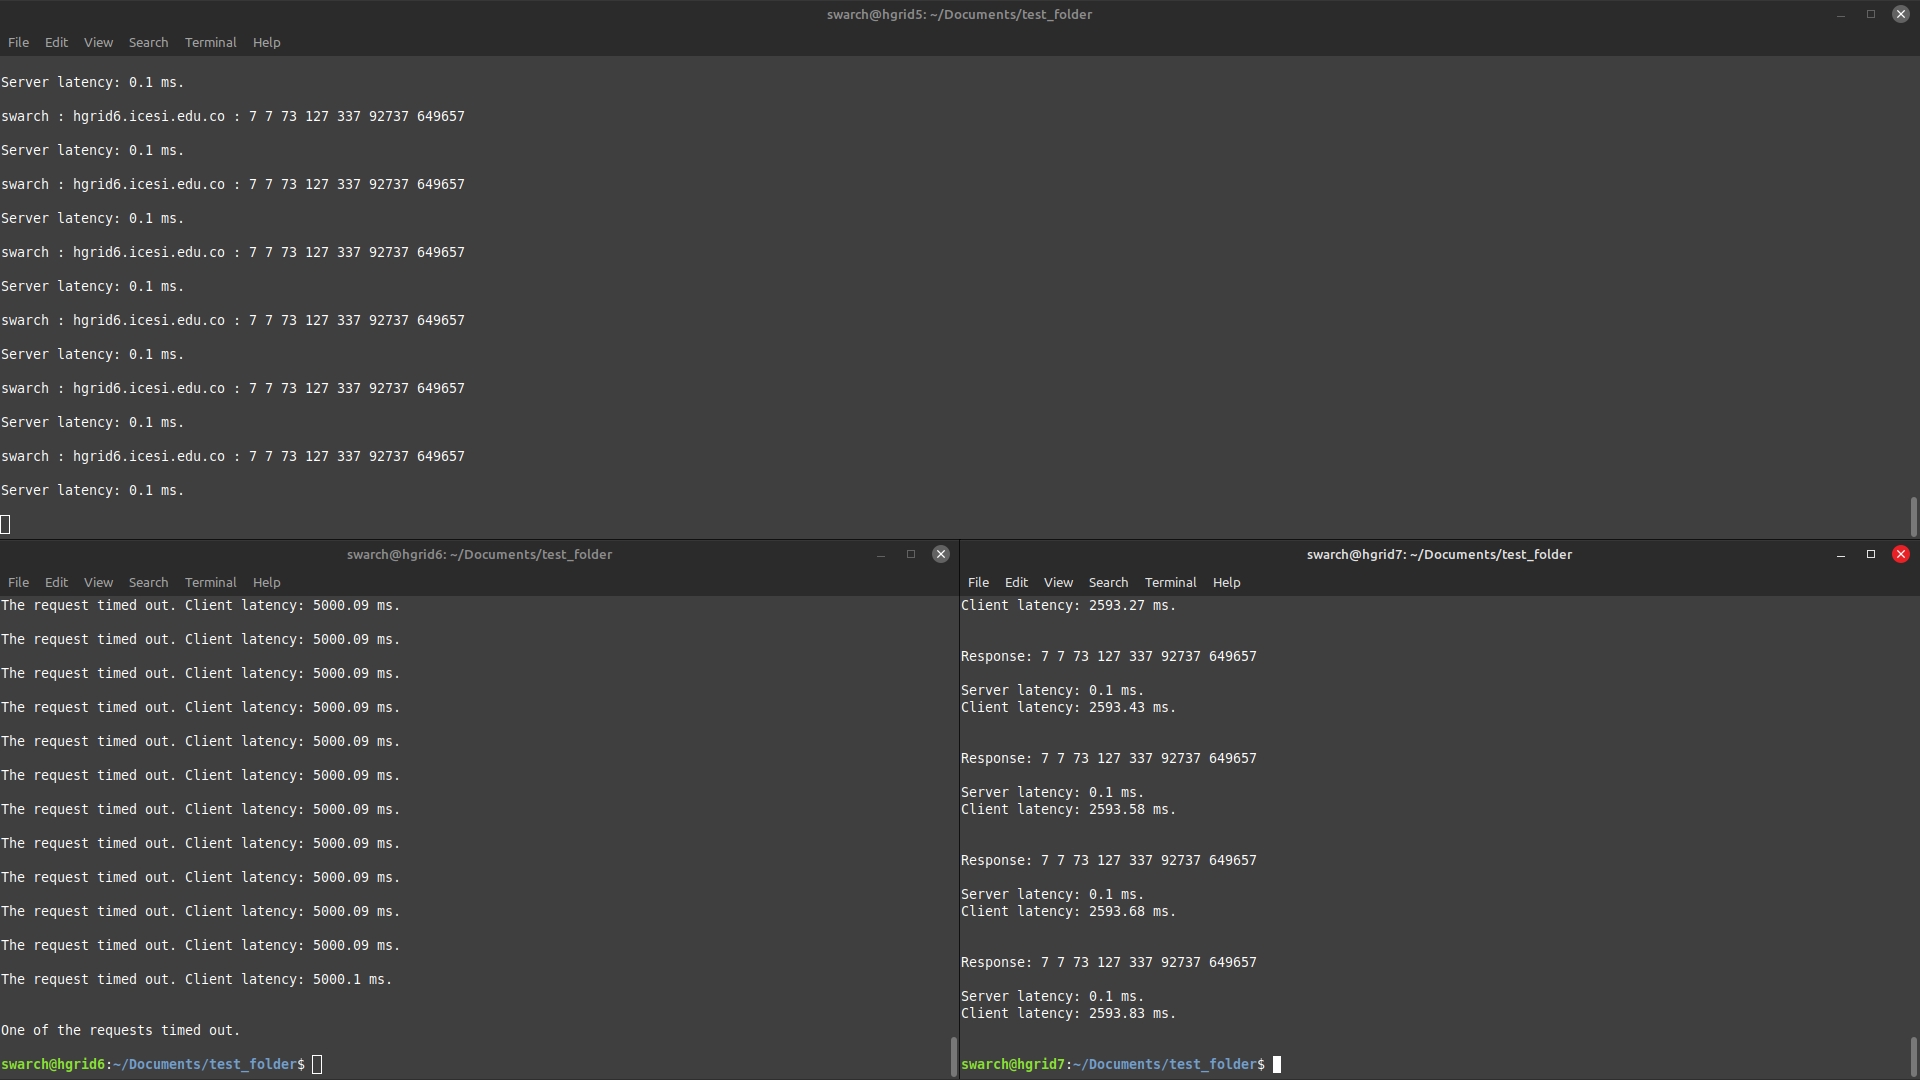 swarch@hgrid5: ~/Documents/test_folder
File Edit View Search Terminal Help
Server latency: 0.1 ms.
swarch : hgrid6.icesi.edu.co : 7 7 73 127 337 92737 649657
Server latency: 0.1 ms.
swarch : hgrid6.icesi.edu.co : 7 7 73 127 337 92737 649657
Server latency: 0.1 ms.
swarch : hgrid6.icesi.edu.co : 7 7 73 127 337 92737 649657
Server latency: 0.1 ms.
swarch : hgrid6.icesi.edu.co : 7 7 73 127 337 92737 649657
Server latency: 0.1 ms.
swarch : hgrid6.icesi.edu.co : 7 7 73 127 337 92737 649657
Server latency: 0.1 ms.
swarch : hgrid6.icesi.edu.co : 7 7 73 127 337 92737 649657
Server latency: 0.1 ms.
swarch@hgrid6: ~/Documents/test_folder
File Edit View Search Terminal Help
The request timed out. Client latency: 5000.09 ms.
The request timed out. Client latency: 5000.09 ms.
The request timed out. Client latency: 5000.09 ms.
The request timed out. Client latency: 5000.09 ms.
The request timed out. Client latency: 5000.09 ms.
The request timed out. Client latency: 5000.09 ms.
The request timed out. Client latency: 5000.09 ms.
The request timed out. Client latency: 5000.09 ms.
The request timed out. Client latency: 5000.09 ms.
The request timed out. Client latency: 5000.09 ms.
The request timed out. Client latency: 5000.09 ms.
The request timed out. Client latency: 5000.1 ms.
One of the requests timed out.
swarch@hgrid6:~/Documents/test_folder$
swarch@hgrid7: ~/Documents/test_folder
File Edit View Search Terminal Help
Client latency: 2593.27 ms.
Response: 7 7 73 127 337 92737 649657
Server latency: 0.1 ms.
Client latency: 2593.43 ms.
Response: 7 7 73 127 337 92737 649657
Server latency: 0.1 ms.
Client latency: 2593.58 ms.
Response: 7 7 73 127 337 92737 649657
Server latency: 0.1 ms.
Client latency: 2593.68 ms.
Response: 7 7 73 127 337 92737 649657
Server latency: 0.1 ms.
Client latency: 2593.83 ms.
swarch@hgrid7:~/Documents/test_folder$